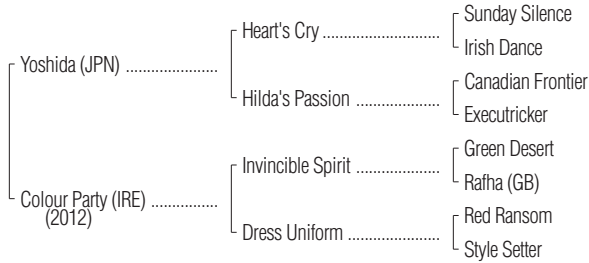 Sunday Silence
Heart's Cry ..........................
Irish Dance
Yoshida (JPN) .....................
Canadian Frontier
Hilda's Passion ...................
Executricker
Green Desert
Invincible Spirit ...................
Rafha (GB)
Colour Party (IRE) ................
(2012)
Red Ransom
Dress Uniform .....................
Style Setter